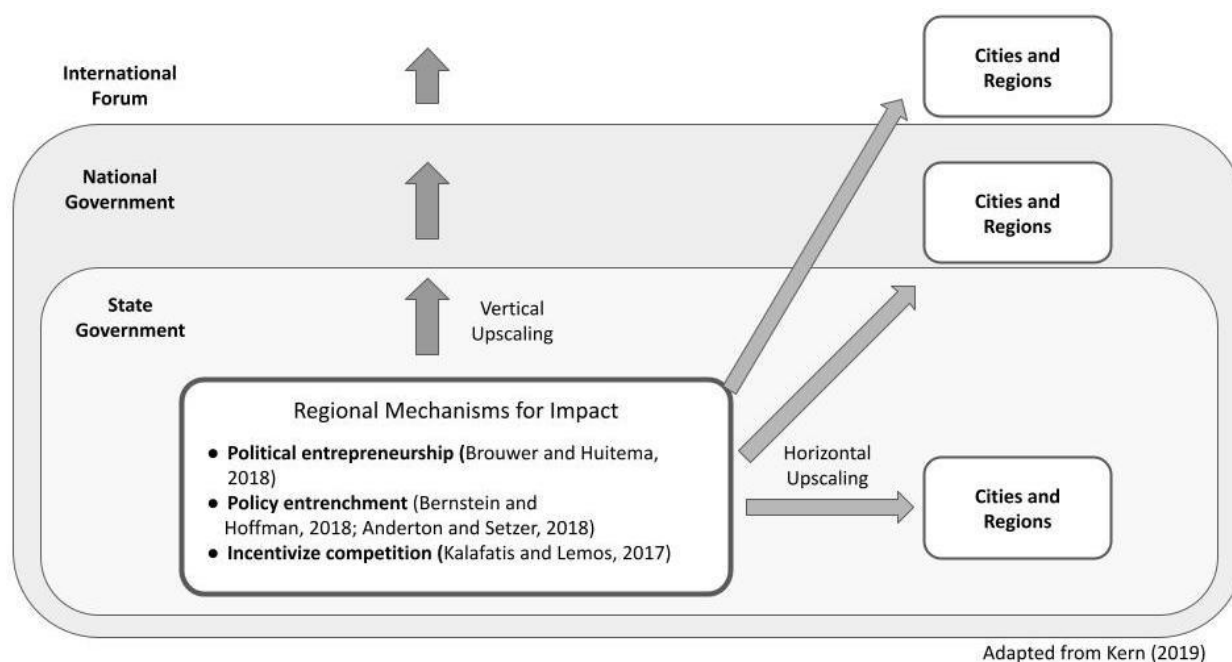 International
Forum
Cities and
Regions
National
Government
Cities and
Regions
State
Government
Vertical
Upscaling
Regional Mechanisms for Impact
● Political entrepreneurship (Brouwer and Huitema,
2018)
● Policy entrenchment (Bernstein and
Hoffman, 2018; Anderton and Setzer, 2018)
● Incentivize competition (Kalafatis and Lemos, 2017)
Horizontal
Upscaling
Cities and
Regions
Adapted from Kern (2019)